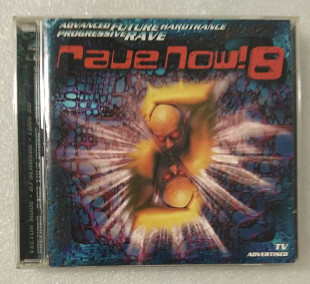 ADVANCED FUTURE HARDTRANCE
PROGRESSIVE RAVE
rave now! 8
TV
ADVERTISED